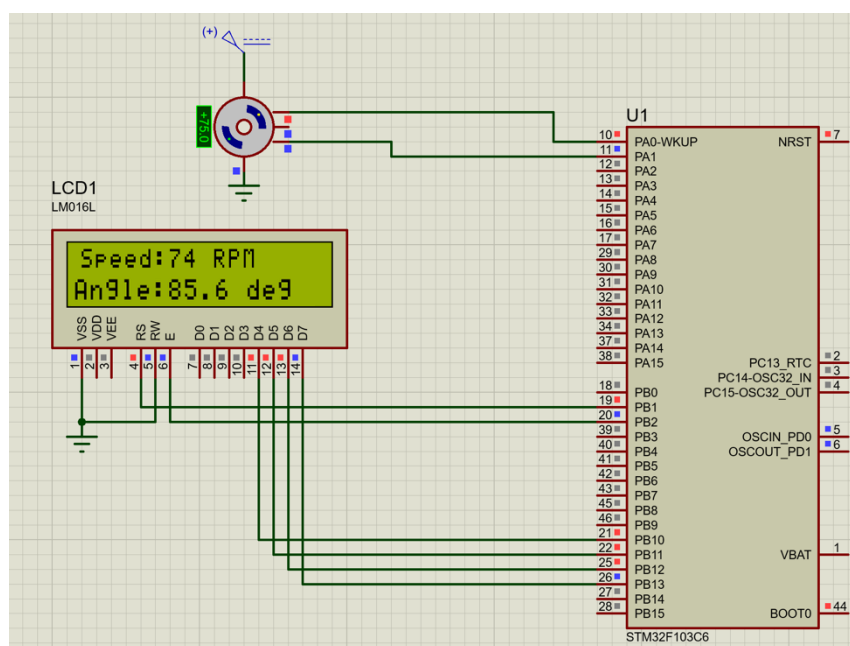 (+)
+75.0
LCD1
LM016L
Speed:74 RPM
Angle:85.6 deg
VSS
VDD
VEE
RS
RW
E
D0
D1
D2
D3
D4
D5
D6
D7
1
2
3
4
5
6
7
8
9
10
11
12
13
14
U1
10 PA0-WKUP
11 PA1
12 PA2
13 PA3
14 PA4
15 PA5
16 PA6
17 PA7
29 PA8
30 PA9
31 PA10
32 PA11
33 PA12
34 PA13
37 PA14
38 PA15
18 PB0
19 PB1
20 PB2
39 PB3
40 PB4
41 PB5
42 PB6
43 PB7
45 PB8
46 PB9
21 PB10
22 PB11
25 PB12
26 PB13
27 PB14
28 PB15
NRST 7
PC13_RTC 2
PC14-OSC32_IN 3
PC15-OSC32_OUT 4
OSCIN_PD0 5
OSCOUT_PD1 6
VBAT 1
BOOT0 44
STM32F103C6